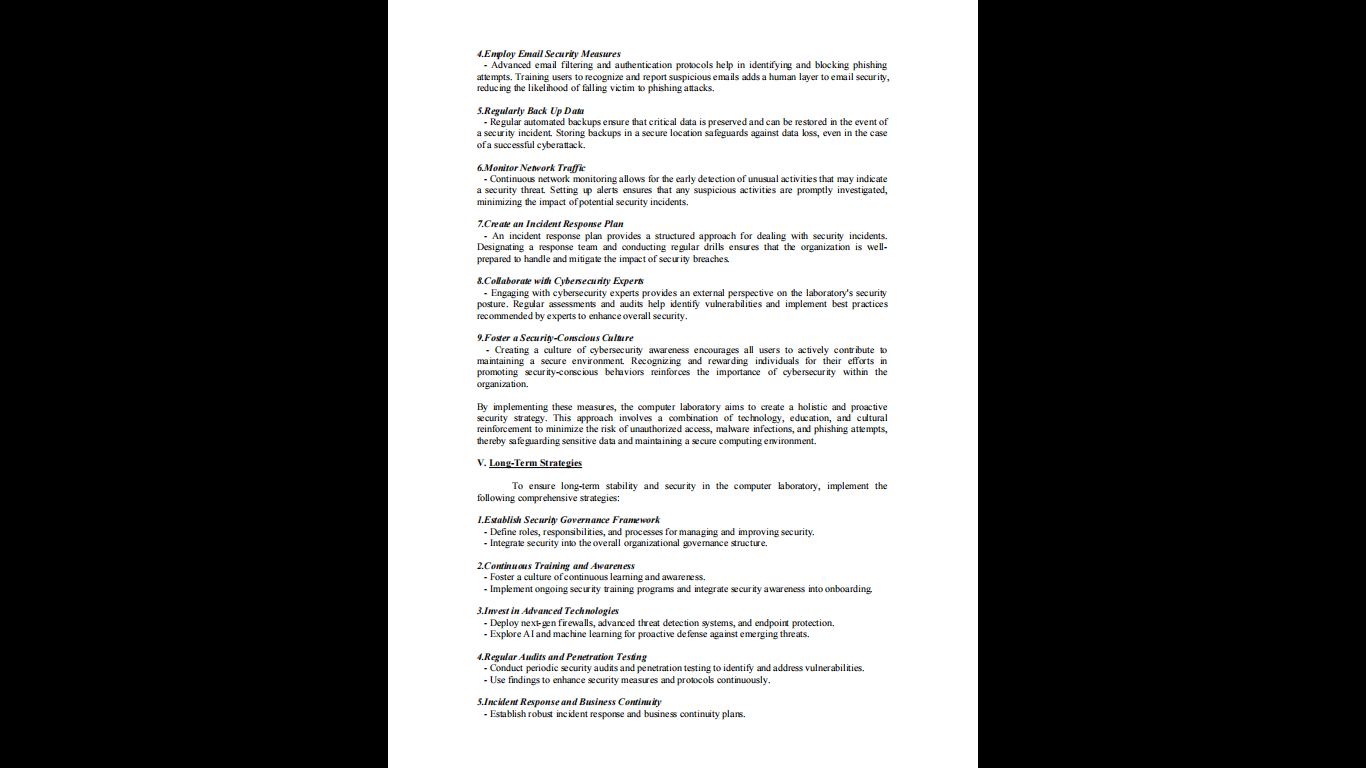 4.Employ Email Security Measures
- Advanced email filtering and authentication protocols help in identifying and blocking phishing
attempts. Training users to recognize and report suspicious emails adds a human layer to email security,
reducing the likelihood of falling victim to phishing attacks.
5.Regularly Back Up Data
- Regular automated backups ensure that critical data is preserved and can be restored in the event of
a security incident. Storing backups in a secure location safeguards against data loss, even in the case
of a successful cyberattack.
6.Monitor Network Traffic
- Continuous network monitoring allows for the early detection of unusual activities that may indicate
a security threat. Setting up alerts ensures that any suspicious activities are promptly investigated,
minimizing the impact of potential security incidents.
7.Create an Incident Response Plan
- An incident response plan provides a structured approach for dealing with security incidents.
Designating a response team and conducting regular drills ensures that the organization is well-
prepared to handle and mitigate the impact of security breaches.
8.Collaborate with Cybersecurity Experts
- Engaging with cybersecurity experts provides an external perspective on the laboratory's security
posture. Regular assessments and audits help identify vulnerabilities and implement best practices
recommended by experts to enhance overall security.
9.Foster a Security-Conscious Culture
- Creating a culture of cybersecurity awareness encourages all users to actively contribute to
maintaining a secure environment. Recognizing and rewarding individuals for their efforts in
promoting security-conscious behaviors reinforces the importance of cybersecurity within the
organization.
By implementing these measures, the computer laboratory aims to create a holistic and proactive
security strategy. This approach involves a combination of technology, education, and cultural
reinforcement to minimize the risk of unauthorized access, malware infections, and phishing attempts,
thereby safeguarding sensitive data and maintaining a secure computing environment.
V. Long-Term Strategies
To ensure long-term stability and security in the computer laboratory, implement the
following comprehensive strategies:
1.Establish Security Governance Framework
- Define roles, responsibilities, and processes for managing and improving security.
- Integrate security into the overall organizational governance structure.
2.Continuous Training and Awareness
- Foster a culture of continuous learning and awareness.
- Implement ongoing security training programs and integrate security awareness into onboarding.
3.Invest in Advanced Technologies
- Deploy next-gen firewalls, advanced threat detection systems, and endpoint protection.
- Explore AI and machine learning for proactive defense against emerging threats.
4.Regular Audits and Penetration Testing
- Conduct periodic security audits and penetration testing to identify and address vulnerabilities.
- Use findings to enhance security measures and protocols continuously.
5.Incident Response and Business Continuity
- Establish robust incident response and business continuity plans.